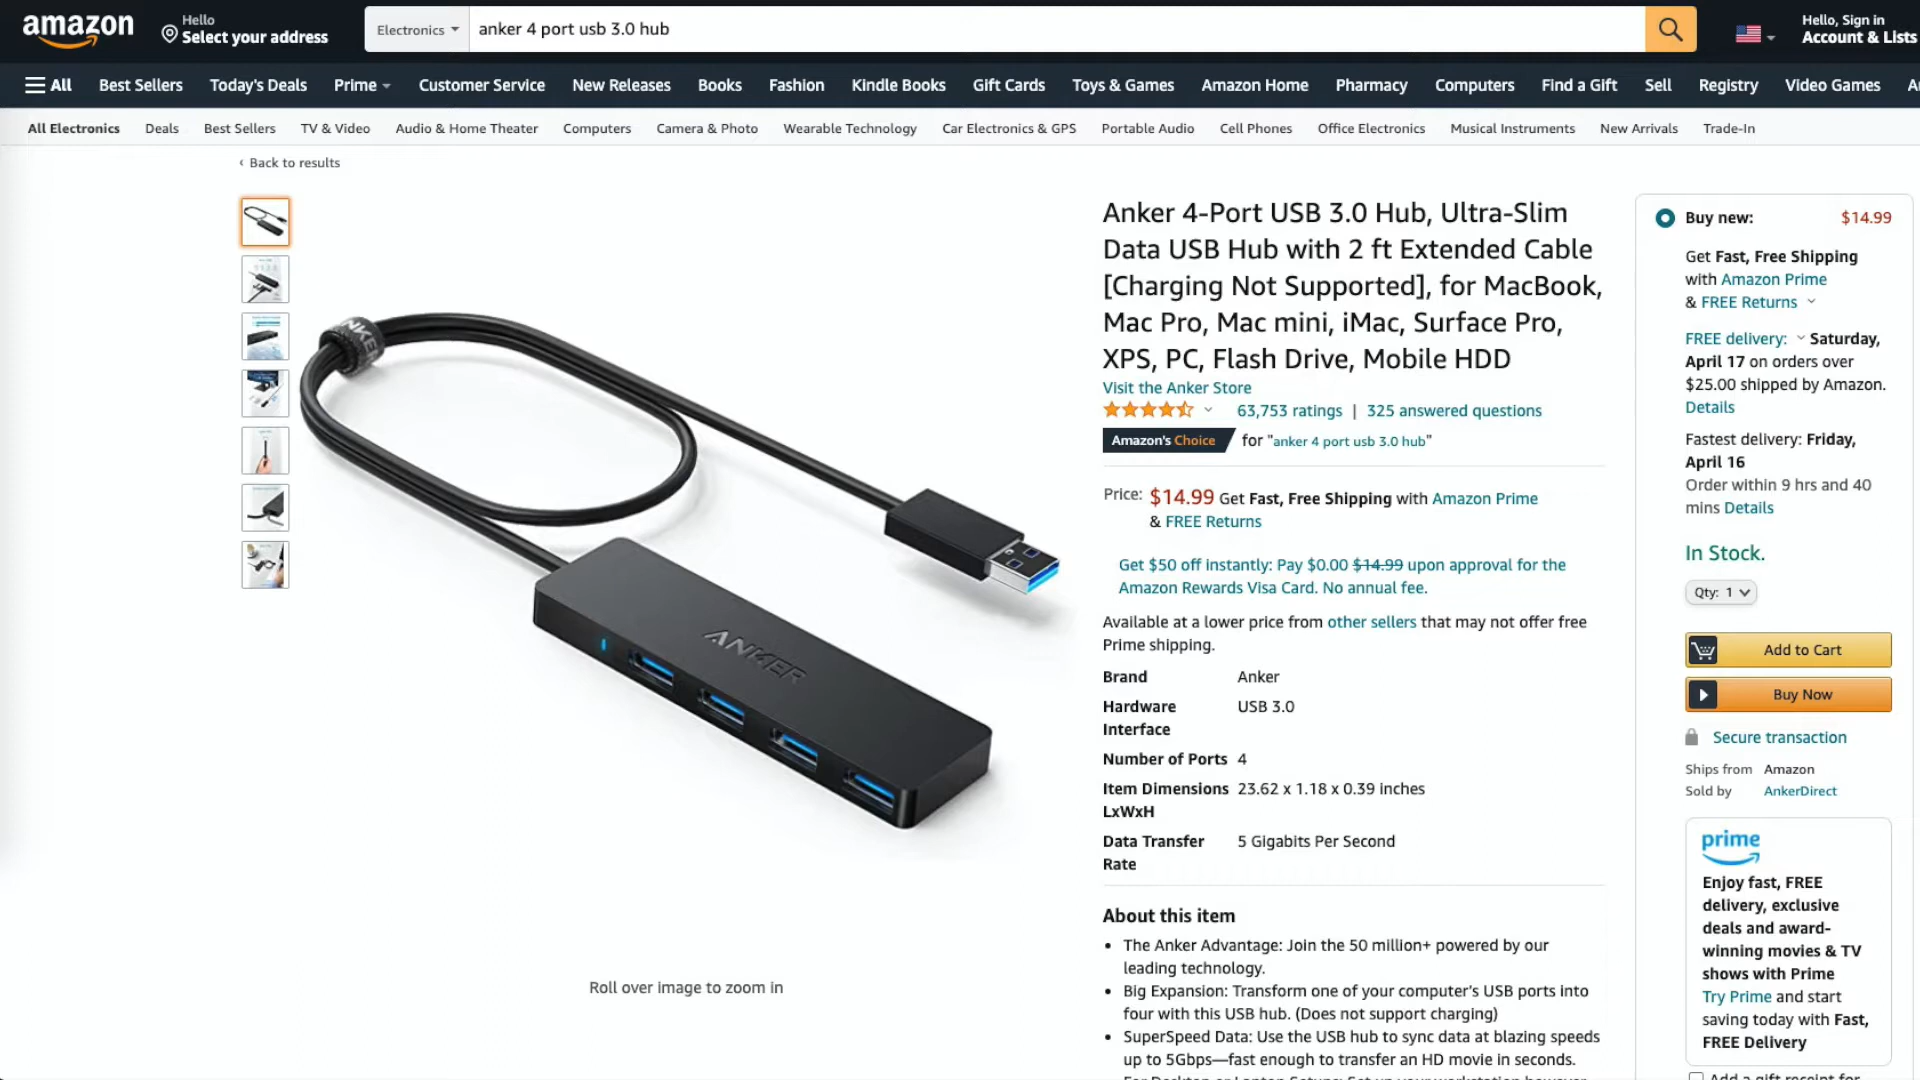 amazon
Hello
Select your address
Electronics
anker 4 port usb 3.0 hub
Hello, Sign in
Account & Lists
All
Best Sellers
Today's Deals
Prime
Customer Service
New Releases
Books
Fashion
Kindle Books
Gift Cards
Toys & Games
Amazon Home
Pharmacy
Computers
Find a Gift
Sell
Registry
Video Games
All Electronics
Deals
Best Sellers
TV & Video
Audio & Home Theater
Computers
Camera & Photo
Wearable Technology
Car Electronics & GPS
Portable Audio
Cell Phones
Office Electronics
Musical Instruments
New Arrivals
Trade-In
‹ Back to results
ANKER
ANKER
Roll over image to zoom in
Anker 4-Port USB 3.0 Hub, Ultra-Slim
Data USB Hub with 2 ft Extended Cable
[Charging Not Supported], for MacBook,
Mac Pro, Mac mini, iMac, Surface Pro,
XPS, PC, Flash Drive, Mobile HDD
Visit the Anker Store
63,753 ratings | 325 answered questions
Amazon's Choice for "anker 4 port usb 3.0 hub"
Price: $14.99 Get Fast, Free Shipping with Amazon Prime
& FREE Returns
Get $50 off instantly: Pay $0.00 $14.99 upon approval for the
Amazon Rewards Visa Card. No annual fee.
Available at a lower price from other sellers that may not offer free
Prime shipping.
Brand Anker
Hardware USB 3.0
Interface
Number of Ports 4
Item Dimensions 23.62 x 1.18 x 0.39 inches
LxWxH
Data Transfer 5 Gigabits Per Second
Rate
About this item
• The Anker Advantage: Join the 50 million+ powered by our
leading technology.
• Big Expansion: Transform one of your computer's USB ports into
four with this USB hub. (Does not support charging)
• SuperSpeed Data: Use the USB hub to sync data at blazing speeds
up to 5Gbps—fast enough to transfer an HD movie in seconds.
Buy new: $14.99
Get Fast, Free Shipping
with Amazon Prime
& FREE Returns
FREE delivery: Saturday,
April 17 on orders over
$25.00 shipped by Amazon.
Details
Fastest delivery: Friday,
April 16
Order within 9 hrs and 40
mins Details
In Stock.
Qty: 1
Add to Cart
Buy Now
Secure transaction
Ships from Amazon
Sold by AnkerDirect
prime
Enjoy fast, FREE
delivery, exclusive
deals and award-
winning movies & TV
shows with Prime
Try Prime and start
saving today with Fast,
FREE Delivery